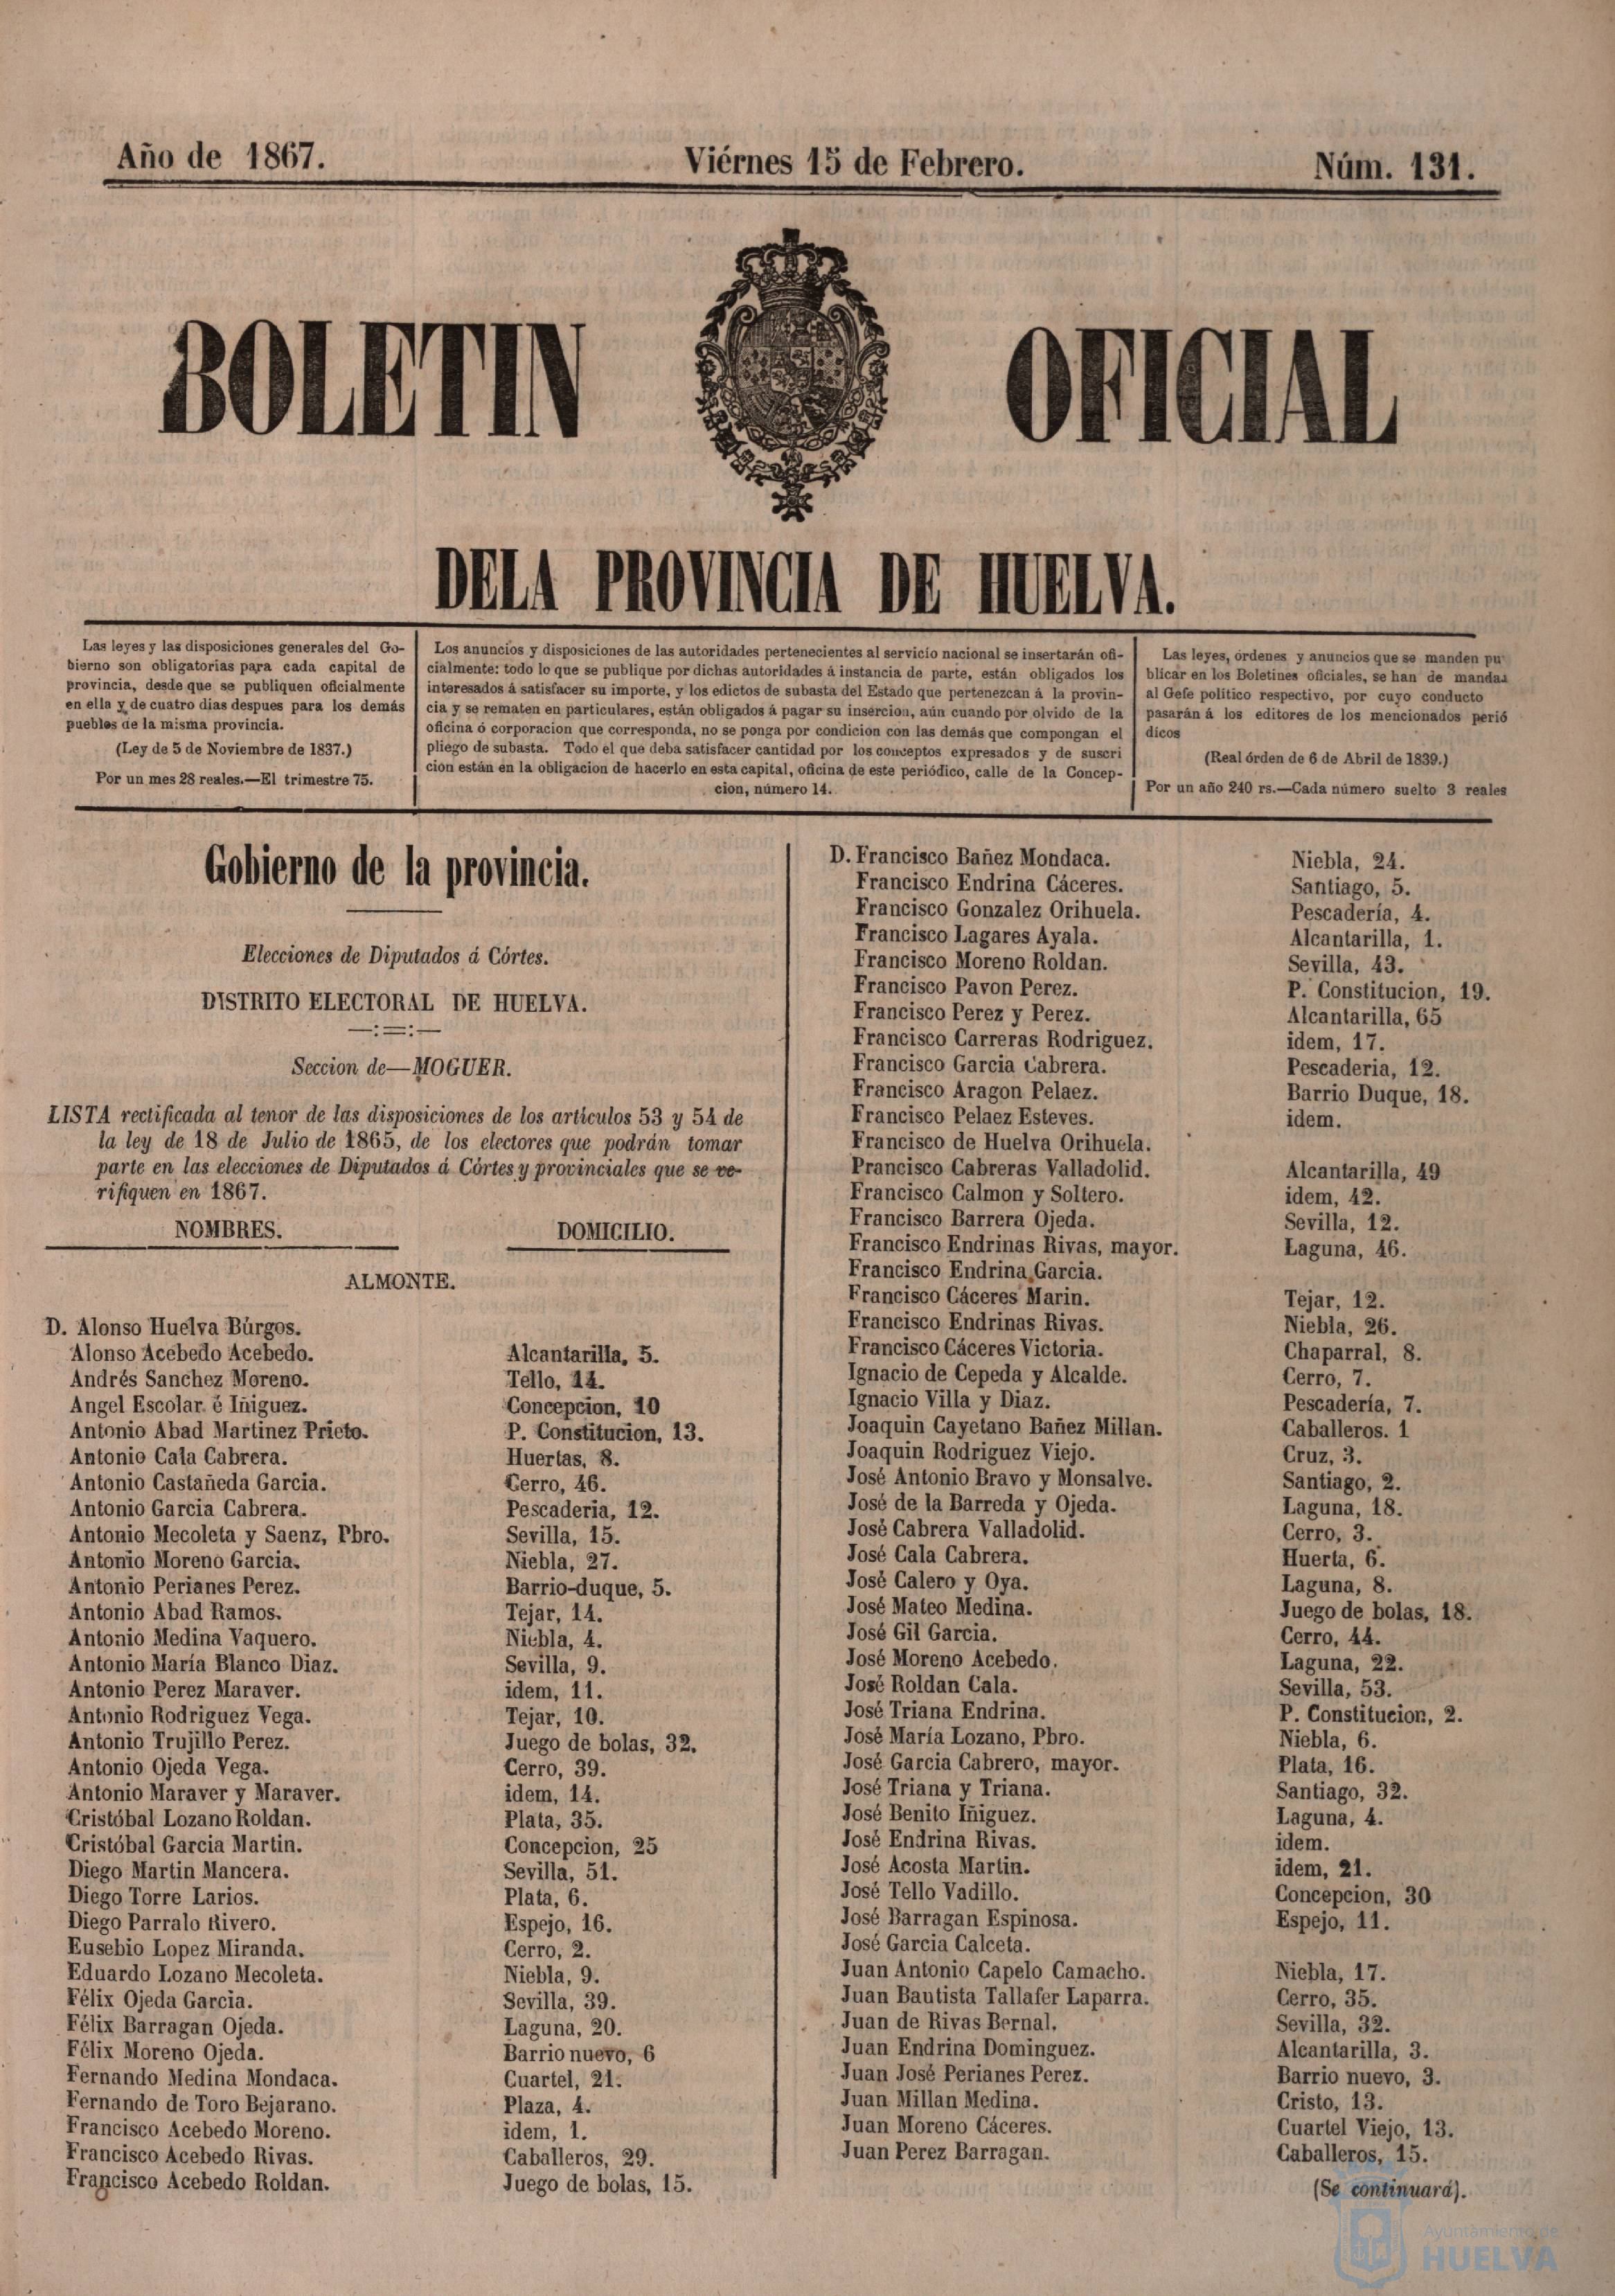 Año de 1867.
Viérnes 15 de Febrero.
Núm. 131.
BOLETIN OFICIAL
DE LA PROVINCIA DE HUELVA.
Las leyes y las disposiciones generales del Go-
bierno son obligatorias para cada capital de
provincia, desde que se publiquen oficialmente
en ella y de cuatro dias despues para los demás
pueblos de la misma provincia.
(Ley de 5 de Noviembre de 1837.)
Por un mes 28 reales.—El trimestre 75.
Los anuncios y disposiciones de las autoridades pertenecientes al servicio nacional se insertarán ofi-
cialmente: todo lo que se publique por dichas autoridades á instancia de parte, están obligados los
interesados á satisfacer su importe, y los edictos de subasta del Estado que pertenezcan á la provin-
cia y se rematen en particulares, están obligados á pagar su insercion, aún cuando por olvido de la
oficina ó corporacion que corresponda, no se ponga por condicion con las demás que compongan el
pliego de subasta. Todo el que deba satisfacer cantidad por los conceptos expresados y de suscri
cion están en la obligacion de hacerlo en esta capital, oficina de este periódico, calle de la Concep-
cion, número 14.
Las leyes, órdenes y anuncios que se manden pu
blicar en los Boletines oficiales, se han de mandar
al Gefe político respectivo, por cuyo conducto
pasarán á los editores de los mencionados perió
dicos
(Real órden de 6 de Abril de 1839.)
Por un año 240 rs.—Cada número suelto 3 reales
Gobierno de la provincia.
Elecciones de Diputados á Córtes.
DISTRITO ELECTORAL DE HUELVA.
Seccion de—MOGUER.
LISTA rectificada al tenor de las disposiciones de los artículos 53 y 54 de
la ley de 18 de Julio de 1865, de los electores que podrán tomar
parte en las elecciones de Diputados á Córtes y provinciales que se ve-
rifiquen en 1867.
NOMBRES. DOMICILIO.
ALMONTE.
D. Alonso Huelva Búrgos.
Alonso Acebedo Acebedo. Alcantarilla, 5.
Andrés Sanchez Moreno. Tello, 14.
Angel Escolar é Iñiguez. Concepcion, 10
Antonio Abad Martinez Prieto. P. Constitucion, 13.
Antonio Cala Cabrera. Huertas, 8.
Antonio Castañeda Garcia. Cerro, 46.
Antonio Garcia Cabrera. Pescaderia, 12.
Antonio Mecoleta y Saenz, Pbro. Sevilla, 15.
Antonio Moreno Garcia. Niebla, 27.
Antonio Perianes Perez. Barrio-duque, 5.
Antonio Abad Ramos. Tejar, 14.
Antonio Medina Vaquero. Niebla, 4.
Antonio María Blanco Diaz. Sevilla, 9.
Antonio Perez Maraver. idem, 11.
Antonio Rodriguez Vega. Tejar, 10.
Antonio Trujillo Perez. Juego de bolas, 32.
Antonio Ojeda Vega. Cerro, 39.
Antonio Maraver y Maraver. idem, 14.
Cristóbal Lozano Roldan. Plata, 35.
Cristóbal Garcia Martin. Concepcion, 25
Diego Martin Mancera. Sevilla, 51.
Diego Torre Larios. Plata, 6.
Diego Parralo Rivero. Espejo, 16.
Eusebio Lopez Miranda. Cerro, 2.
Eduardo Lozano Mecoleta. Niebla, 9.
Félix Ojeda Garcia. Sevilla, 39.
Félix Barragan Ojeda. Laguna, 20.
Félix Moreno Ojeda. Barrio nuevo, 6
Fernando Medina Mondaca. Cuartel, 21.
Fernando de Toro Bejarano. Plaza, 4.
Francisco Acebedo Moreno. idem, 1.
Francisco Acebedo Rivas. Caballeros, 29.
Francisco Acebedo Roldan. Juego de bolas, 15.
D. Francisco Bañez Mondaca. Niebla, 24.
Francisco Endrina Cáceres. Santiago, 5.
Francisco Gonzalez Orihuela. Pescadería, 4.
Francisco Lagares Ayala. Alcantarilla, 1.
Francisco Moreno Roldan. Sevilla, 43.
Francisco Pavon Perez. P. Constitucion, 19.
Francisco Perez y Perez. Alcantarilla, 65
Francisco Carreras Rodriguez. idem, 17.
Francisco Garcia Cabrera. Pescaderia, 12.
Francisco Aragon Pelaez. Barrio Duque, 18.
Francisco Pelaez Esteves. idem.
Francisco de Huelva Orihuela.
Prancisco Cabreras Valladolid. Alcantarilla, 49
Francisco Calmon y Soltero. idem, 42.
Francisco Barrera Ojeda. Sevilla, 12.
Francisco Endrinas Rivas, mayor. Laguna, 46.
Francisco Endrina Garcia.
Francisco Cáceres Marin. Tejar, 12.
Francisco Endrinas Rivas. Niebla, 26.
Francisco Cáceres Victoria. Chaparral, 8.
Ignacio de Cepeda y Alcalde. Cerro, 7.
Ignacio Villa y Diaz. Pescadería, 7.
Joaquin Cayetano Bañez Millan. Caballeros. 1
Joaquin Rodriguez Viejo. Cruz, 3.
José Antonio Bravo y Monsalve. Santiago, 2.
José de la Barreda y Ojeda. Laguna, 18.
José Cabrera Valladolid. Cerro, 3.
José Cala Cabrera. Huerta, 6.
José Calero y Oya. Laguna, 8.
José Mateo Medina. Juego de bolas, 18.
José Gil Garcia. Cerro, 44.
José Moreno Acebedo. Laguna, 22.
José Roldan Cala. Sevilla, 53.
José Triana Endrina. P. Constitucion, 2.
José María Lozano, Pbro. Niebla, 6.
José Garcia Cabrero, mayor. Plata, 16.
José Triana y Triana. Santiago, 32.
José Benito Iñiguez. Laguna, 4.
José Endrina Rivas. idem.
José Acosta Martin. idem, 21.
José Tello Vadillo. Concepcion, 30
José Barragan Espinosa. Espejo, 11.
José Garcia Calceta.
Juan Antonio Capelo Camacho. Niebla, 17.
Juan Bautista Tallafer Laparra. Cerro, 35.
Juan de Rivas Bernal. Sevilla, 32.
Juan Endrina Dominguez. Alcantarilla, 3.
Juan José Perianes Perez. Barrio nuevo, 3.
Juan Millan Medina. Cristo, 13.
Juan Moreno Cáceres. Cuartel Viejo, 13.
Juan Perez Barragan. Caballeros, 15.
(Se continuará).
Ayuntamiento de
HUELVA